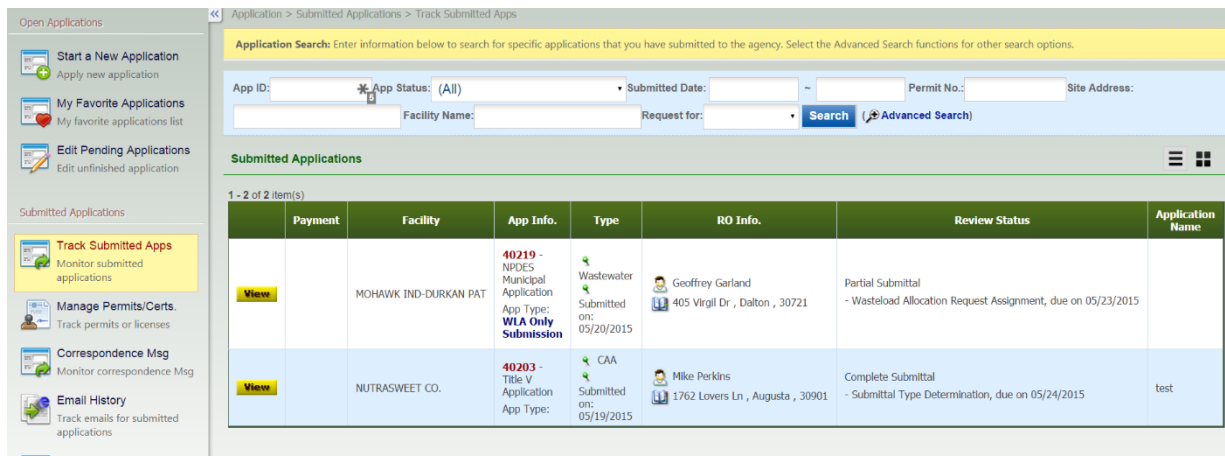 Open Applications
Start a New Application
Apply new application
My Favorite Applications
My favorite applications list
Edit Pending Applications
Edit unfinished application
Submitted Applications
Track Submitted Apps
Monitor submitted
applications
Manage Permits/Certs.
Track permits or licenses
Correspondence Msg
Monitor correspondence Msg
Email History
Track emails for submitted
applications
Application > Submitted Applications > Track Submitted Apps
Application Search: Enter information below to search for specific applications that you have submitted to the agency. Select the Advanced Search functions for other search options.
App ID: App Status: (All) Submitted Date: ~ Permit No.: Site Address:
Facility Name: Request for: Search (Advanced Search)
Submitted Applications
1 - 2 of 2 item(s)
Payment Facility App Info. Type RO Info. Review Status Application
Name
View
MOHAWK IND-DURKAN PAT
40219 -
NPDES
Municipal
Application
App Type:
WLA Only
Submission
Wastewater
Submitted
on:
05/20/2015
Geoffrey Garland
405 Virgil Dr , Dalton , 30721
Partial Submittal
- Wasteload Allocation Request Assignment, due on 05/23/2015
View
NUTRASWEET CO.
40203 -
Title V
Application
App Type:
CAA
Submitted
on:
05/19/2015
Mike Perkins
1762 Lovers Ln , Augusta , 30901
Complete Submittal
- Submittal Type Determination, due on 05/24/2015
test